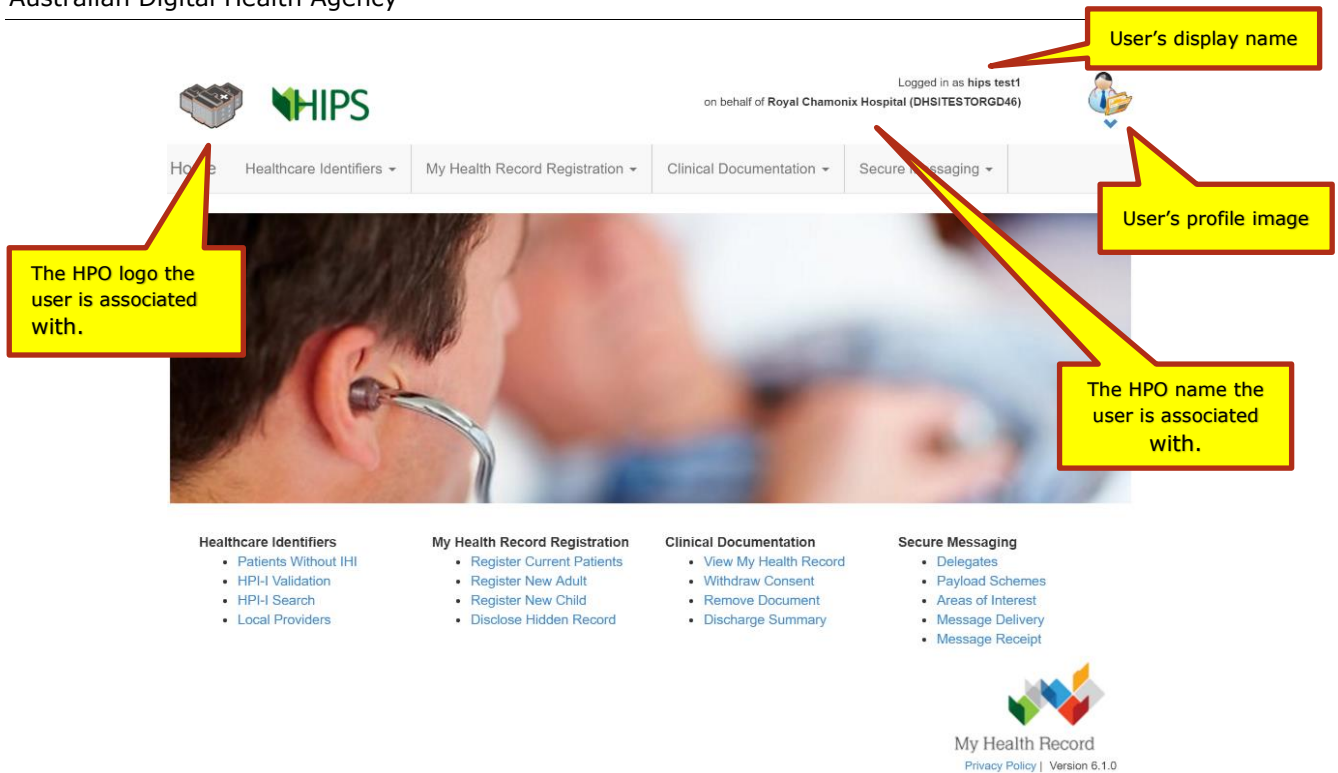 Australian Digital Health Agency
User's display name
HIPS
Logged in as hips test1
on behalf of Royal Chamonix Hospital (DHSITESTORGD46)
Healthcare Identifiers
My Health Record Registration
Clinical Documentation
User's profile image
The HPO logo the
user is associated
with.
The HPO name the
user is associated
with.
Healthcare Identifiers
Patients Without IHI
HPI-I Validation
HPI-I Search
Local Providers
My Health Record Registration
Register Current Patients
Register New Adult
Register New Child
Disclose Hidden Record
Clinical Documentation
View My Health Record
Withdraw Consent
Remove Document
Discharge Summary
Secure Messaging
Delegates
Payload Schemes
Areas of Interest
Message Delivery
Message Receipt
My Health Record
Privacy Policy | Version 6.1.0